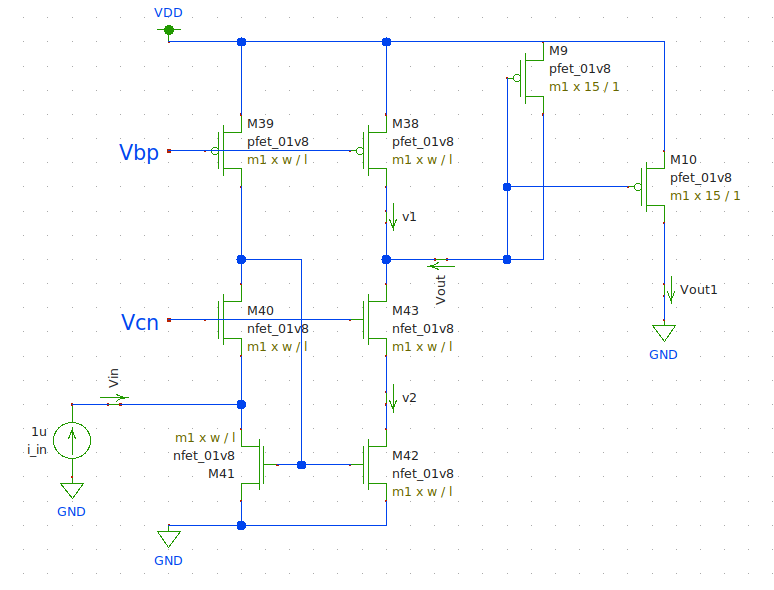 VDD
M9
pfet_01v8
m1 x 15 / 1
M39
pfet_01v8
m1 x w / l
M38
pfet_01v8
m1 x w / l
Vbp
M10
pfet_01v8
m1 x 15 / 1
v1
Vout
Vout1
M40
nfet_01v8
m1 x w / l
M43
nfet_01v8
m1 x w / l
Vcn
GND
Vin
v2
1u
i_in
m1 x w / l
nfet_01v8
M41
M42
nfet_01v8
m1 x w / l
GND
GND